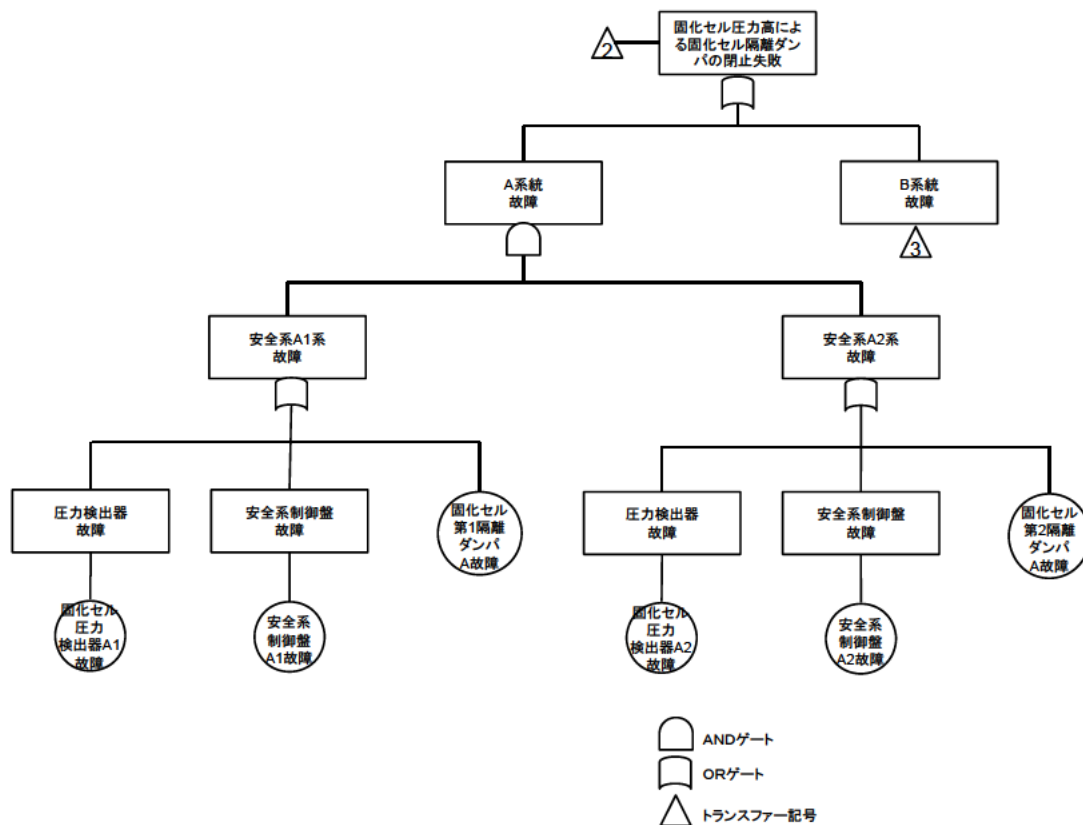 固化セル圧力高によ
る固化セル隔離ダン
パの閉止失敗
2
A系統
故障
B系統
故障
3
安全系A1系
故障
安全系A2系
故障
圧力検出器
故障
安全系制御盤
故障
固化セル
第1隔離
ダンパ
A故障
圧力検出器
故障
安全系制御盤
故障
固化セル
第2隔離
ダンパ
A故障
固化セル
圧力
検出器A1
故障
安全系
制御盤
A1故障
固化セル
圧力
検出器A2
故障
安全系
制御盤
A2故障
ANDゲート
ORゲート
トランスファー記号